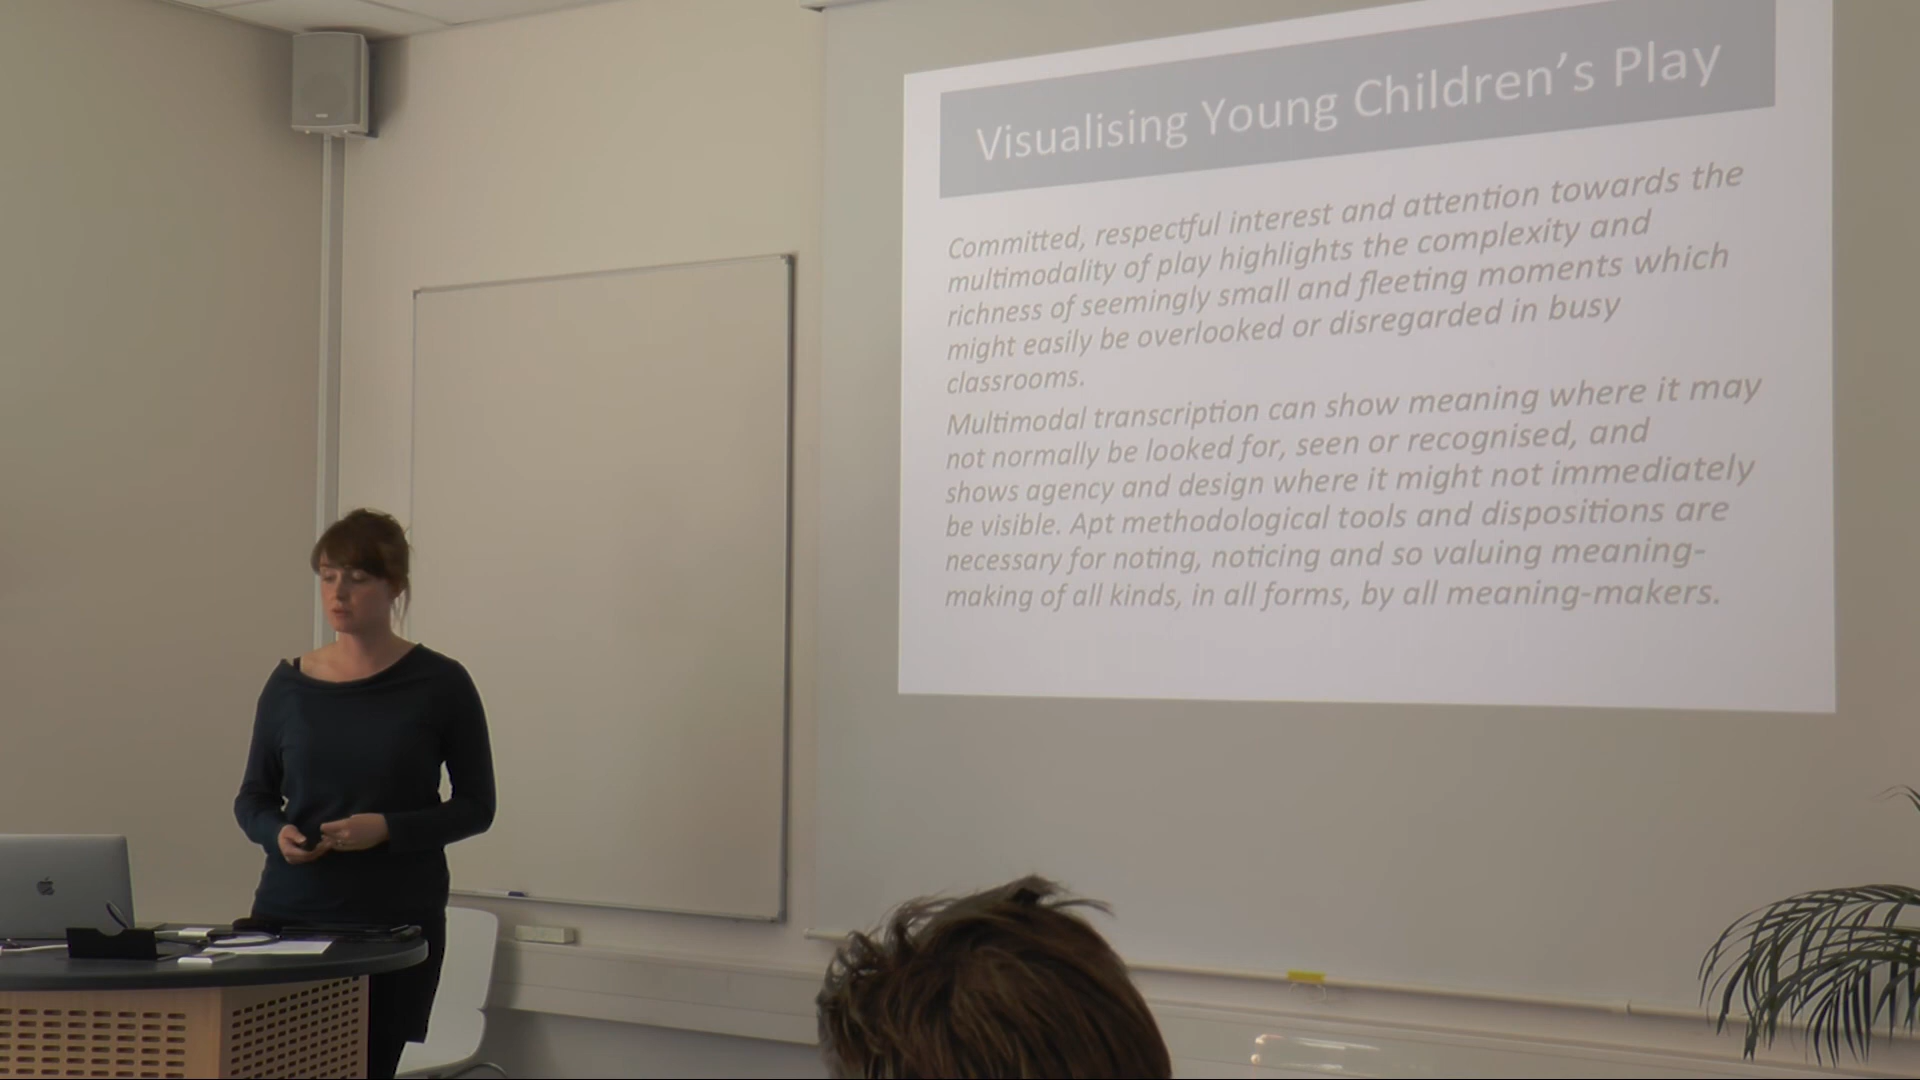 Visualising Young Children's Play
Committed, respectful interest and attention towards the
multimodality of play highlights the complexity and
richness of seemingly small and fleeting moments which
might easily be overlooked or disregarded in busy
classrooms.
Multimodal transcription can show meaning where it may
not normally be looked for, seen or recognised, and
shows agency and design where it might not immediately
be visible. Apt methodological tools and dispositions are
necessary for noting, noticing and so valuing meaning-
making of all kinds, in all forms, by all meaning-makers.